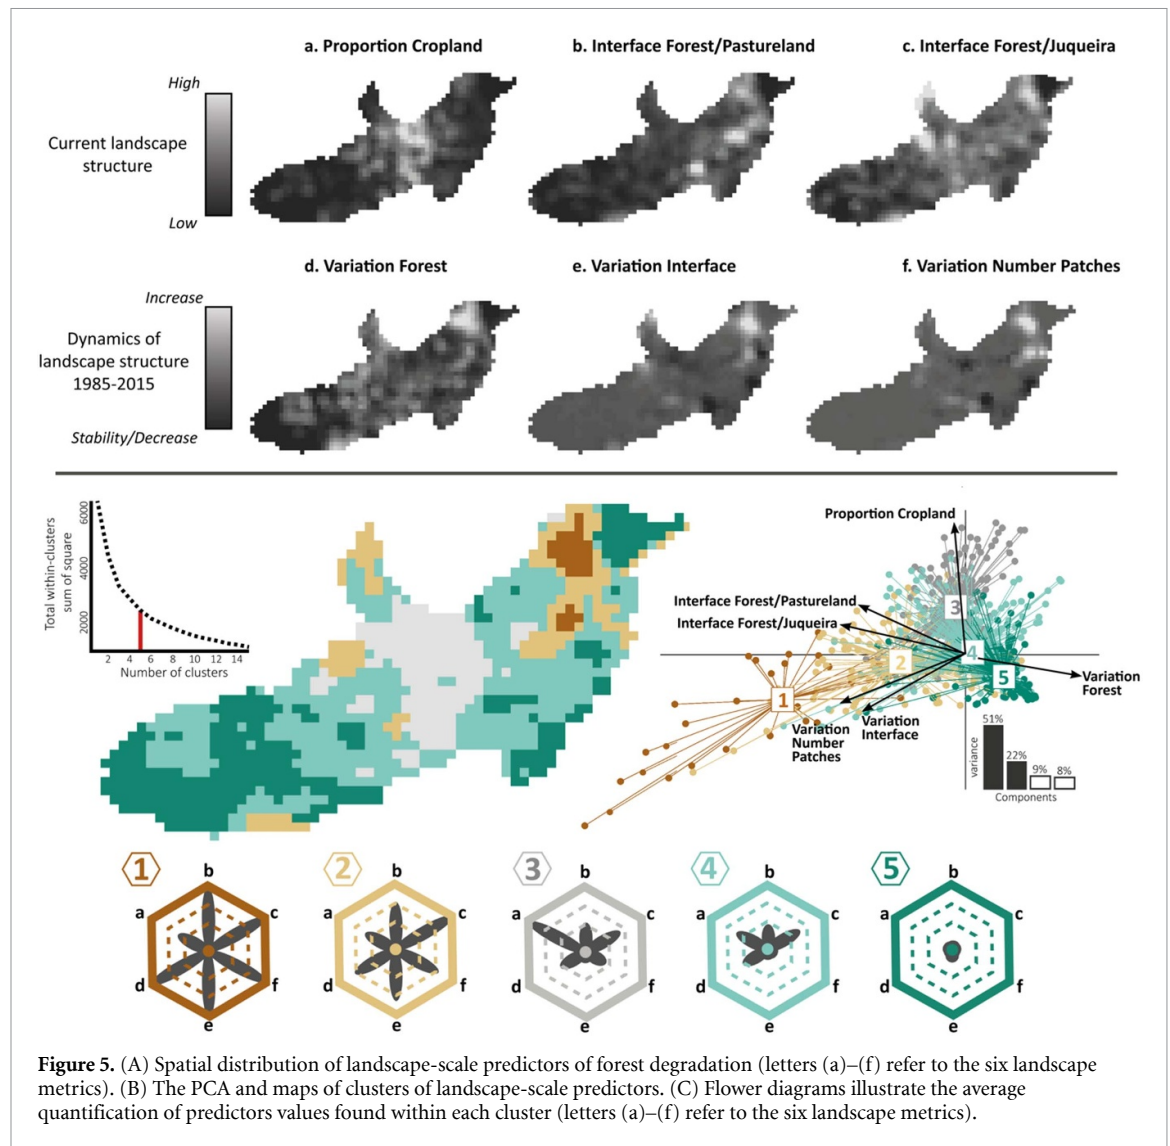 a. Proportion Cropland
b. Interface Forest/Pastureland
c. Interface Forest/Juqueira
High
Current landscape
structure
Low
d. Variation Forest
e. Variation Interface
f. Variation Number Patches
Increase
Dynamics of
landscape structure
1985-2015
Stability/Decrease
Total within-clusters
sum of square
6000
4000
2000
2 4 6 8 10 12 14
Number of clusters
Proportion Cropland
Interface Forest/Pastureland
Interface Forest/Juqueira
3
2
4
5
1
Variation
Forest
Variation
Interface
Variation
Number
Patches
51%
22%
9%
8%
variance
Components
1
b
a
c
d
f
e
2
b
a
c
d
f
e
3
b
a
c
d
f
e
4
b
a
c
d
f
e
5
b
a
c
d
f
e
Figure 5. (A) Spatial distribution of landscape-scale predictors of forest degradation (letters (a)–(f) refer to the six landscape
metrics). (B) The PCA and maps of clusters of landscape-scale predictors. (C) Flower diagrams illustrate the average
quantification of predictors values found within each cluster (letters (a)–(f) refer to the six landscape metrics).